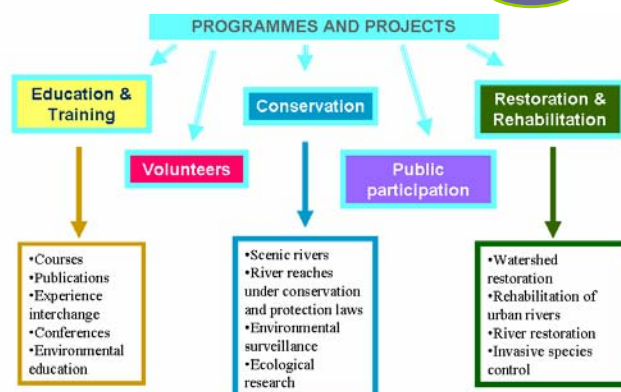 PROGRAMMES AND PROJECTS
Education &
Training
Conservation
Restoration &
Rehabilitation
Volunteers
Public
participation
•Courses
•Publications
•Experience
interchange
•Conferences
•Environmental
education
•Scenic rivers
•River reaches
under conservation
and protection laws
•Environmental
surveillance
•Ecological
research
•Watershed
restoration
•Rehabilitation of
urban rivers
•River restoration
•Invasive species
control